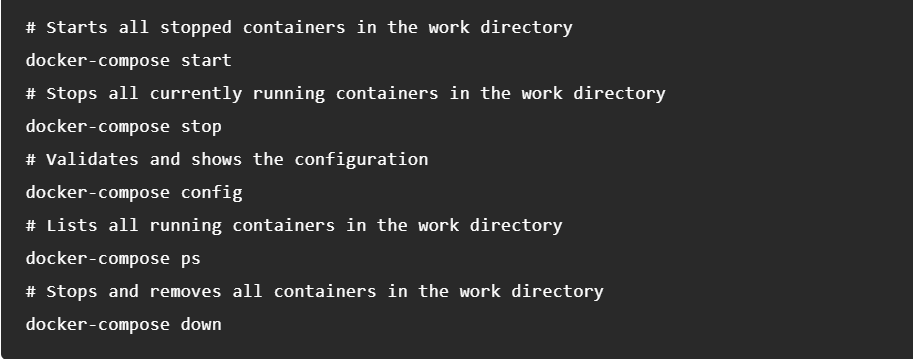 # Starts all stopped containers in the work directory
docker-compose start
# Stops all currently running containers in the work directory
docker-compose stop
# Validates and shows the configuration
docker-compose config
# Lists all running containers in the work directory
docker-compose ps
# Stops and removes all containers in the work directory
docker-compose down